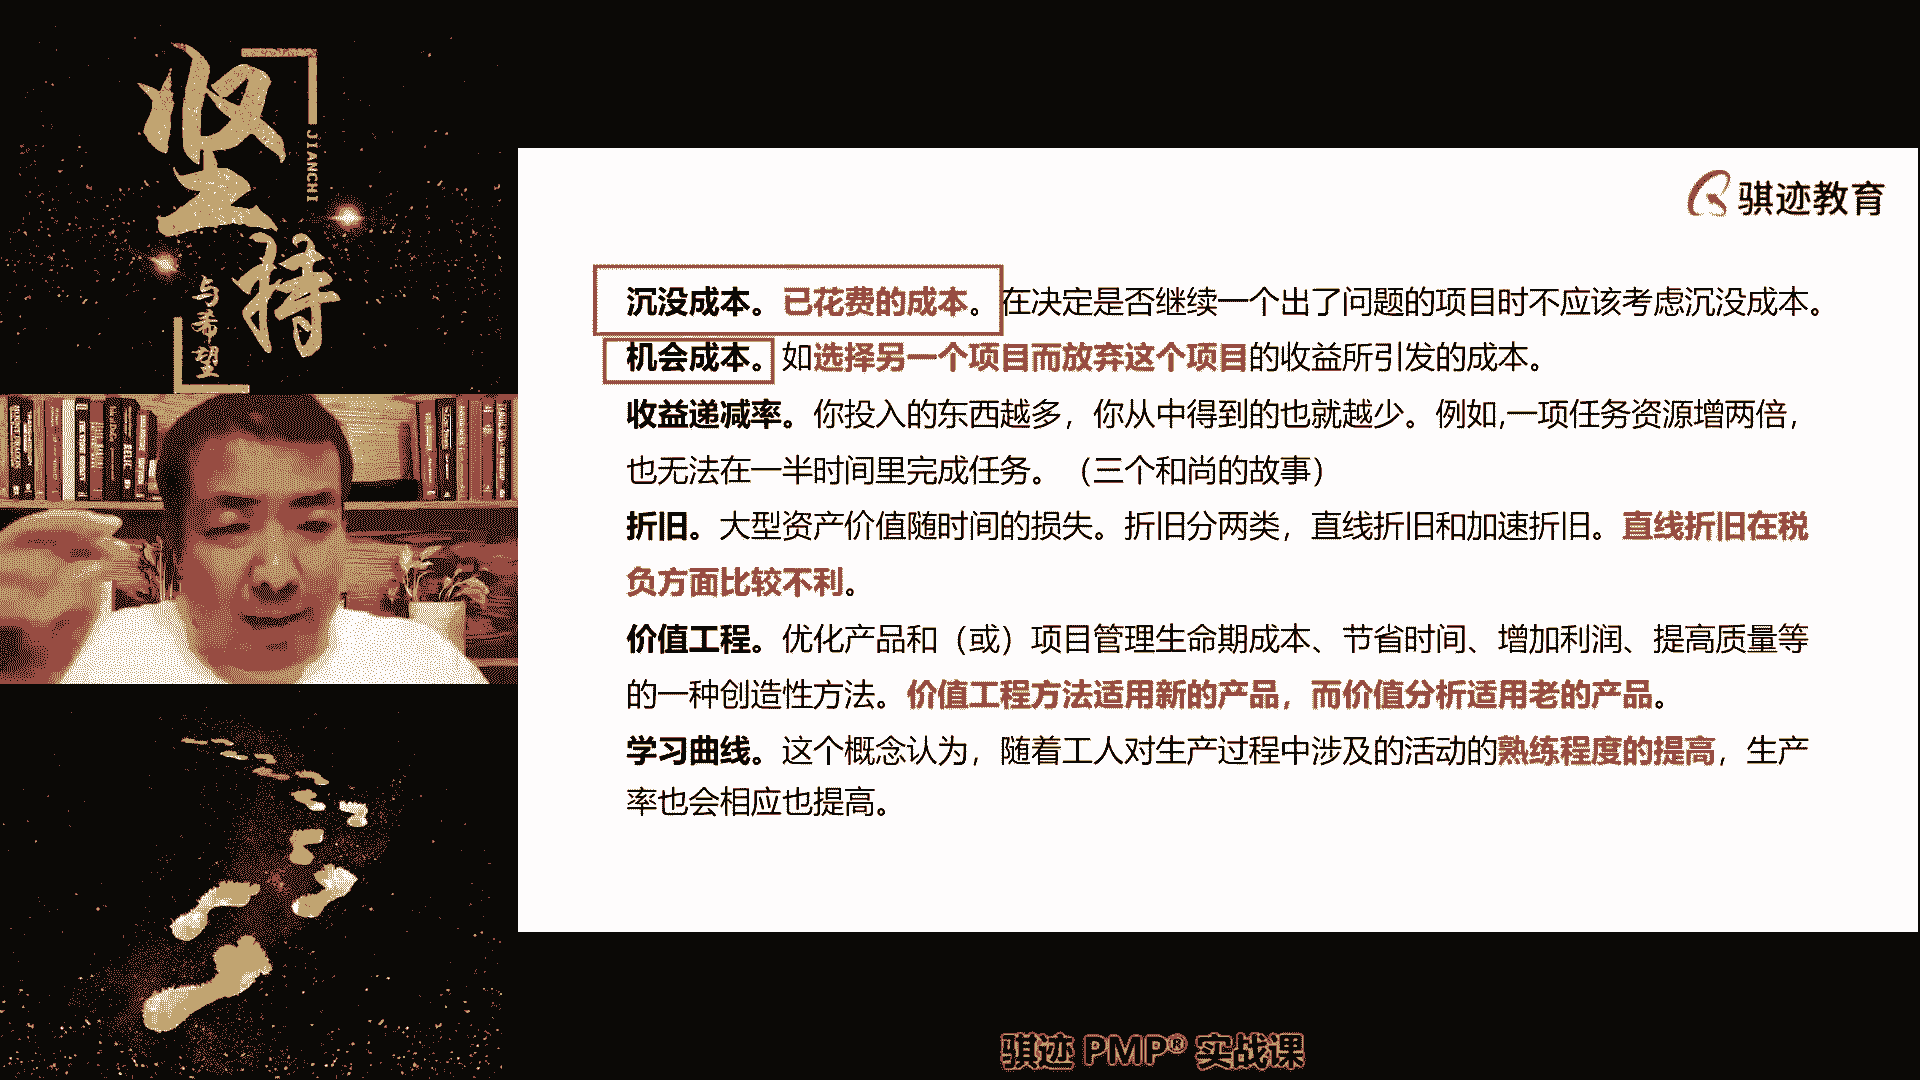 坚持
JIANCHI
与希望
骐迹教育
沉没成本。已花费的成本。在决定是否继续一个出了问题的项目时不应该考虑沉没成本。
机会成本。如选择另一个项目而放弃这个项目的收益所引发的成本。
收益递减率。你投入的东西越多，你从中得到的也就越少。例如,一项任务资源增两倍，
也无法在一半时间里完成任务。（三个和尚的故事）
折旧。大型资产价值随时间的损失。折旧分两类，直线折旧和加速折旧。直线折旧在税
负方面比较不利。
价值工程。优化产品和（或）项目管理生命期成本、节省时间、增加利润、提高质量等
的一种创造性方法。价值工程方法适用新的产品，而价值分析适用老的产品。
学习曲线。这个概念认为，随着工人对生产过程中涉及的活动的熟练程度的提高，生产
率也会相应也提高。
骐迹 PMP® 实战课